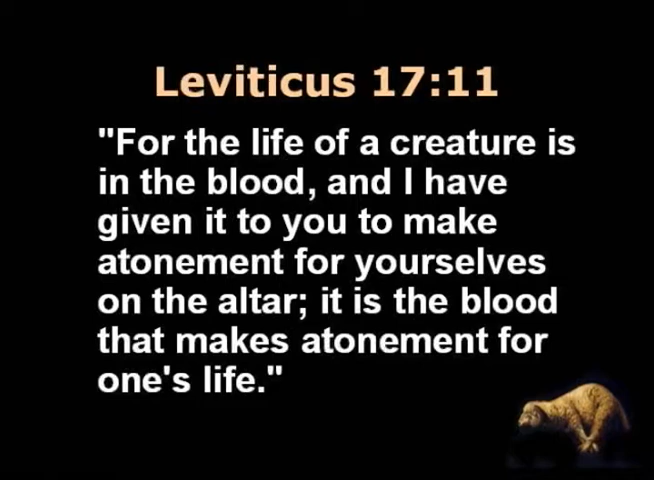 Leviticus 17:11
"For the life of a creature is
in the blood, and I have
given it to you to make
atonement for yourselves
on the altar; it is the blood
that makes atonement for
one's life."